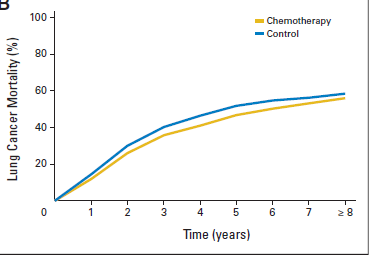 B
Lung Cancer Mortality (%)
100
80
60
40
20
0
Chemotherapy
Control
1 2 3 4 5 6 7 ≥ 8
Time (years)